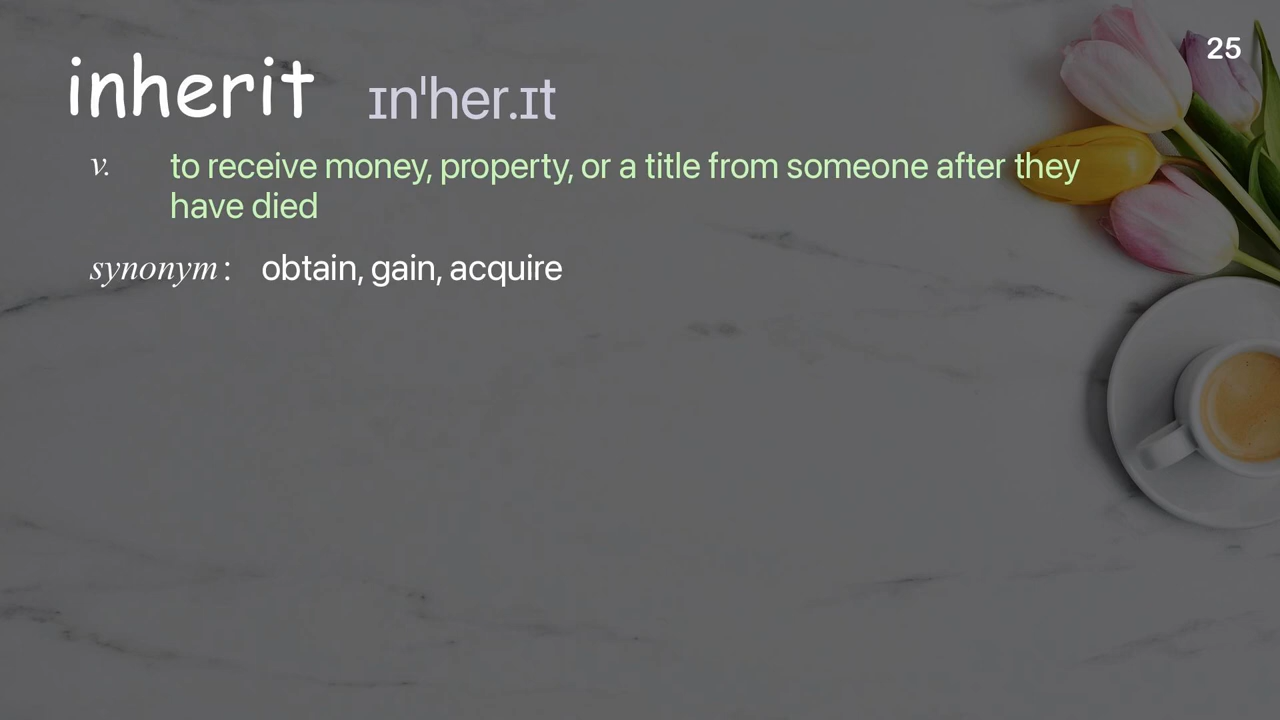 25
inherit ɪnˈher.ɪt
v. to receive money, property, or a title from someone after they
have died
synonym: obtain, gain, acquire